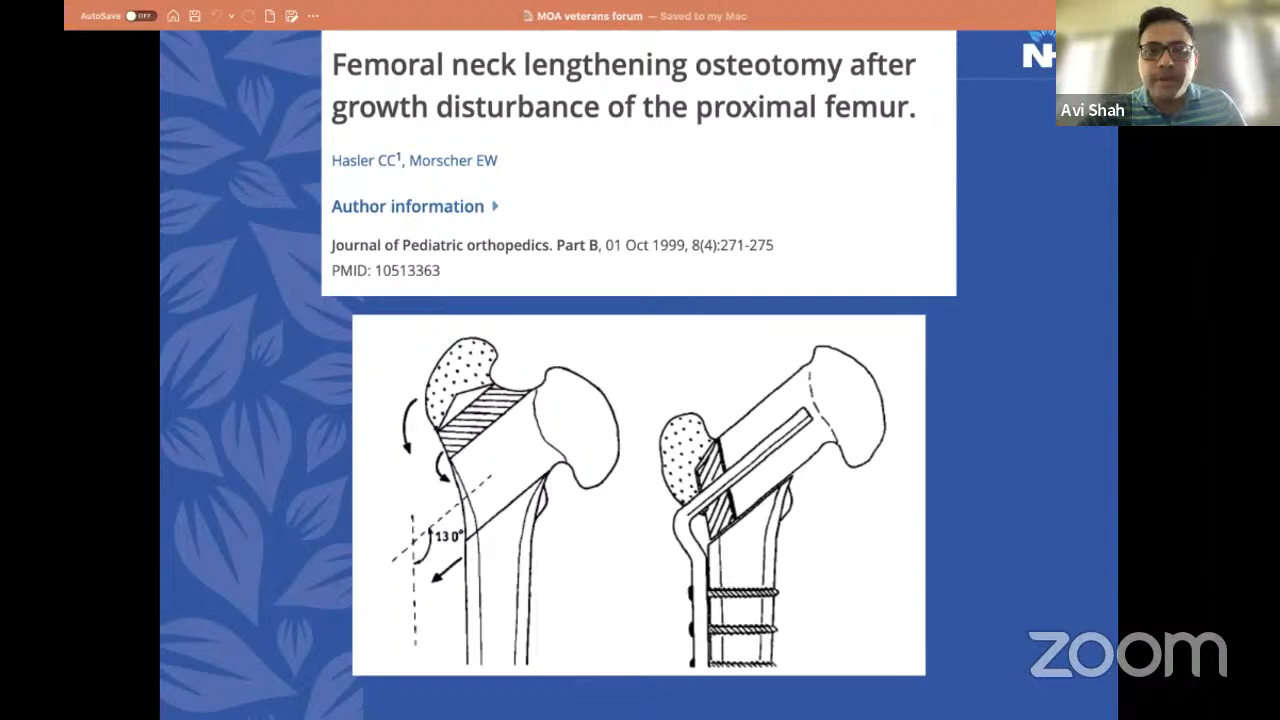 AutoSave OFF
MOA veterans forum — Saved to my Mac
Femoral neck lengthening osteotomy after
growth disturbance of the proximal femur.
Hasler CC1, Morscher EW
Author information
Journal of Pediatric orthopedics. Part B, 01 Oct 1999, 8(4):271-275
PMID: 10513363
130°
Avi Shah
zoom